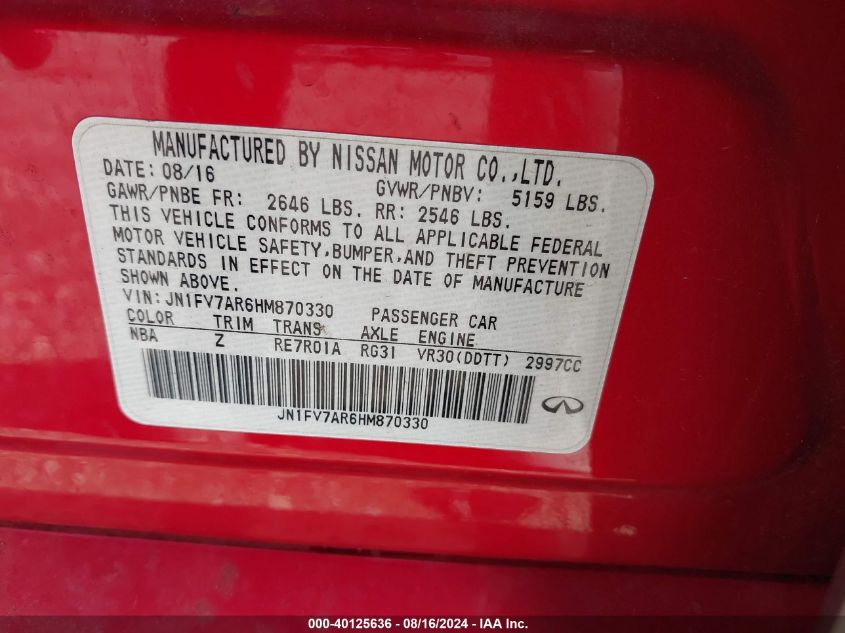 MANUFACTURED BY NISSAN MOTOR CO.,LTD.
DATE: 08/16 GVWR/PNBV: 5159 LBS.
GAWR/PNBE FR: 2646 LBS. RR: 2546 LBS.
THIS VEHICLE CONFORMS TO ALL APPLICABLE FEDERAL
MOTOR VEHICLE SAFETY,BUMPER,AND THEFT PREVENTION
STANDARDS IN EFFECT ON THE DATE OF MANUFACTURE
SHOWN ABOVE.
VIN: JN1FV7AR6HM870330 PASSENGER CAR
COLOR TRIM TRANS AXLE ENGINE
NBA Z RE7R01A RG31 VR30(DDTT) 2997CC
JN1FV7AR6HM870330
000-40125636 - 08/16/2024 - IAA Inc.